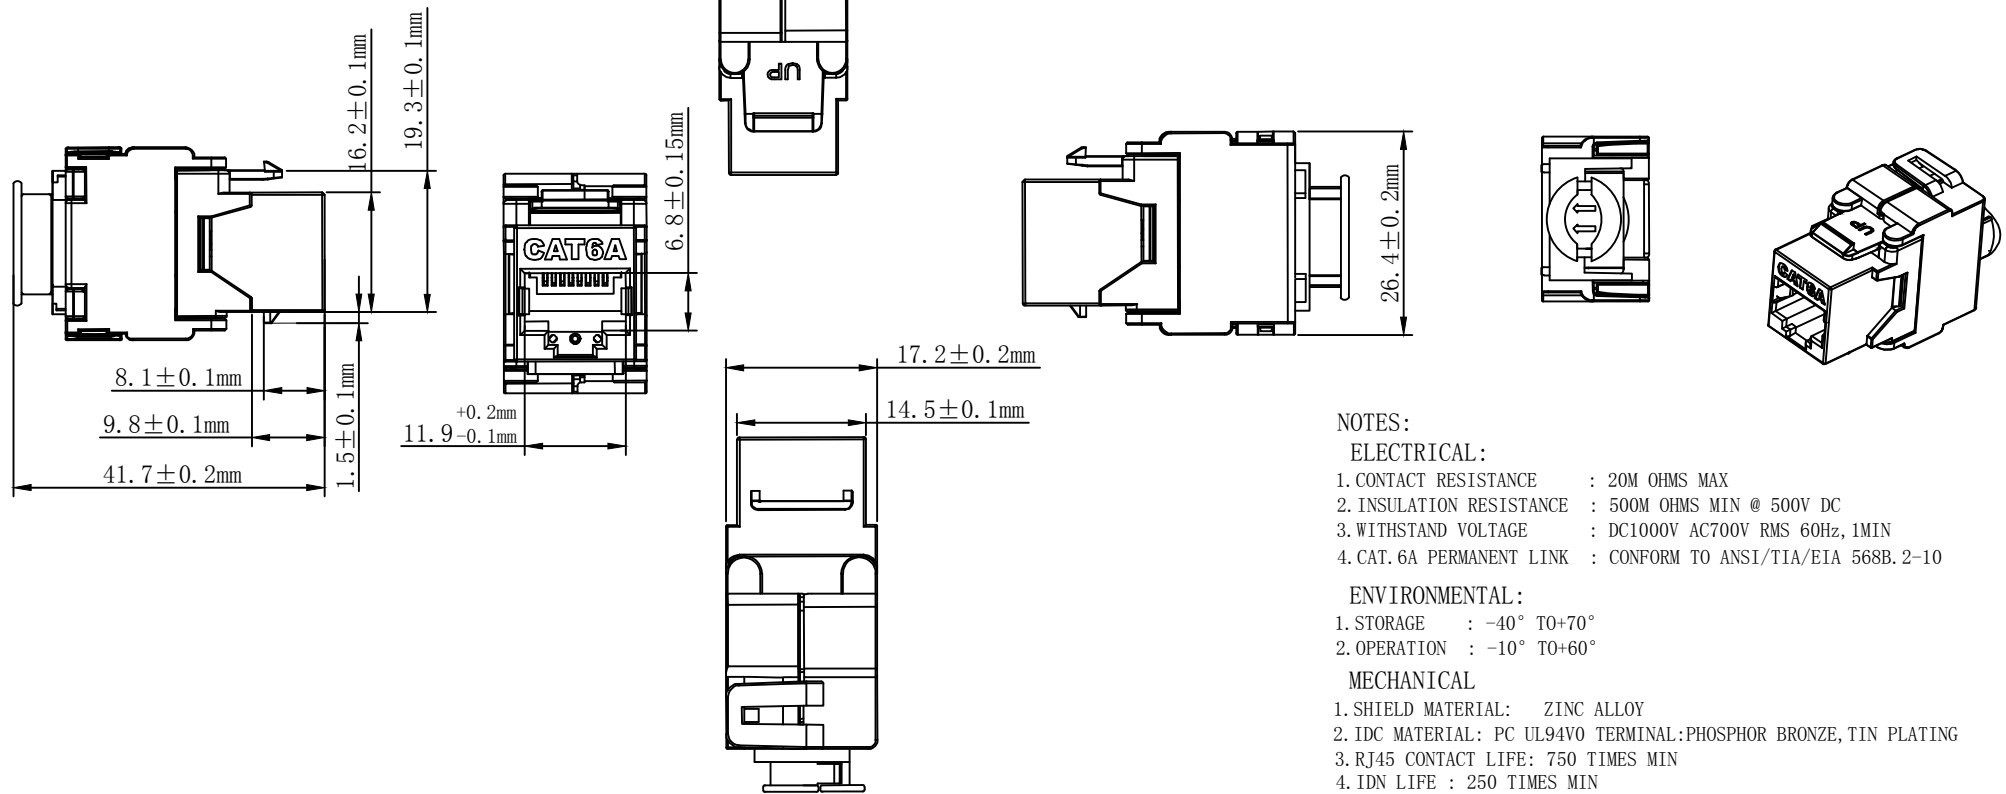 16.2±0.1mm
19.3±0.1mm
8.1±0.1mm
9.8±0.1mm
41.7±0.2mm
1.5±0.1mm
CAT6A
6.8±0.15mm
+0.2mm
11.9-0.1mm
UP
17.2±0.2mm
14.5±0.1mm
26.4±0.2mm
UP
CAT6A
NOTES:
ELECTRICAL:
1.CONTACT RESISTANCE : 20M OHMS MAX
2.INSULATION RESISTANCE : 500M OHMS MIN @ 500V DC
3.WITHSTAND VOLTAGE : DC1000V AC700V RMS 60Hz,1MIN
4.CAT.6A PERMANENT LINK : CONFORM TO ANSI/TIA/EIA 568B.2-10
ENVIRONMENTAL:
1.STORAGE : -40° TO+70°
2.OPERATION : -10° TO+60°
MECHANICAL
1.SHIELD MATERIAL: ZINC ALLOY
2.IDC MATERIAL: PC UL94V0 TERMINAL:PHOSPHOR BRONZE,TIN PLATING
3.RJ45 CONTACT LIFE: 750 TIMES MIN
4.IDN LIFE : 250 TIMES MIN